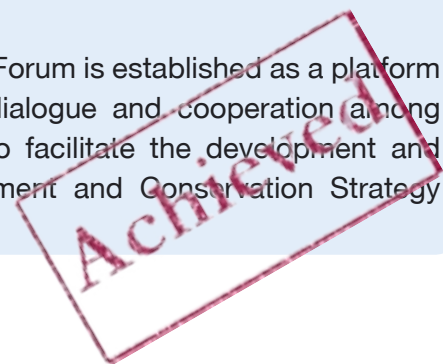 Forum is established as a platform
dialogue and cooperation among
o facilitate the development and
ment and Conservation Strategy
Achieved